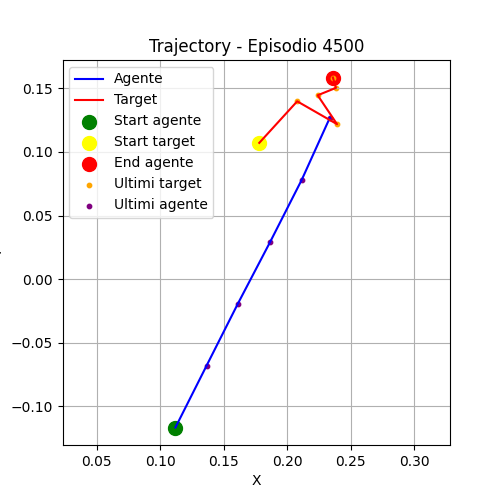 Trajectory - Episodio 4500
Agente
Target
Start agente
Start target
End agente
Ultimi target
Ultimi agente
0.15
0.10
0.05
0.00
−0.05
−0.10
0.05 0.10 0.15 0.20 0.25 0.30
X